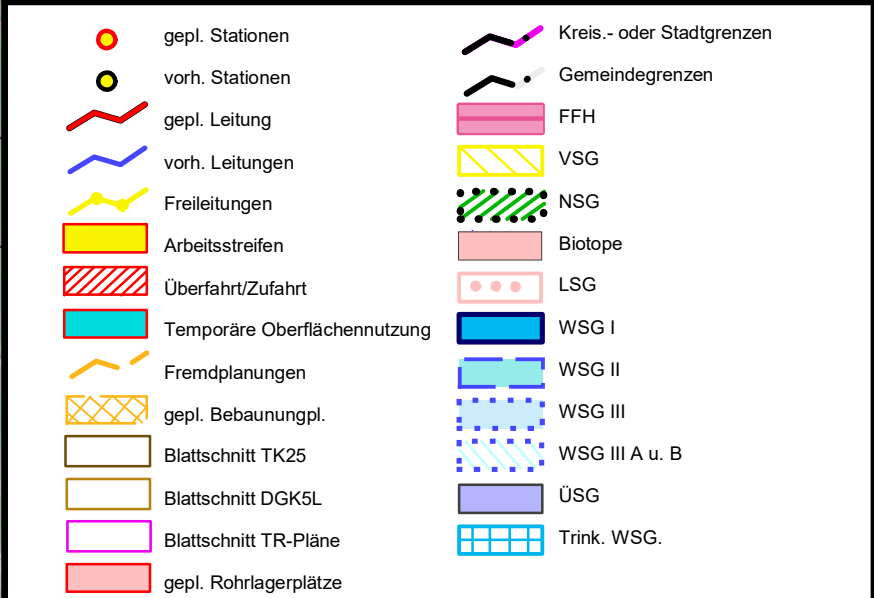 gepl. Stationen
vorh. Stationen
gepl. Leitung
vorh. Leitungen
Freileitungen
Arbeitsstreifen
Überfahrt/Zufahrt
Temporäre Oberflächennutzung
Fremdplanungen
gepl. Bebaunungpl.
Blattschnitt TK25
Blattschnitt DGK5L
Blattschnitt TR-Pläne
gepl. Rohrlagerplätze
Kreis.- oder Stadtgrenzen
Gemeindegrenzen
FFH
VSG
NSG
Biotope
LSG
WSG I
WSG II
WSG III
WSG III A u. B
ÜSG
Trink. WSG.